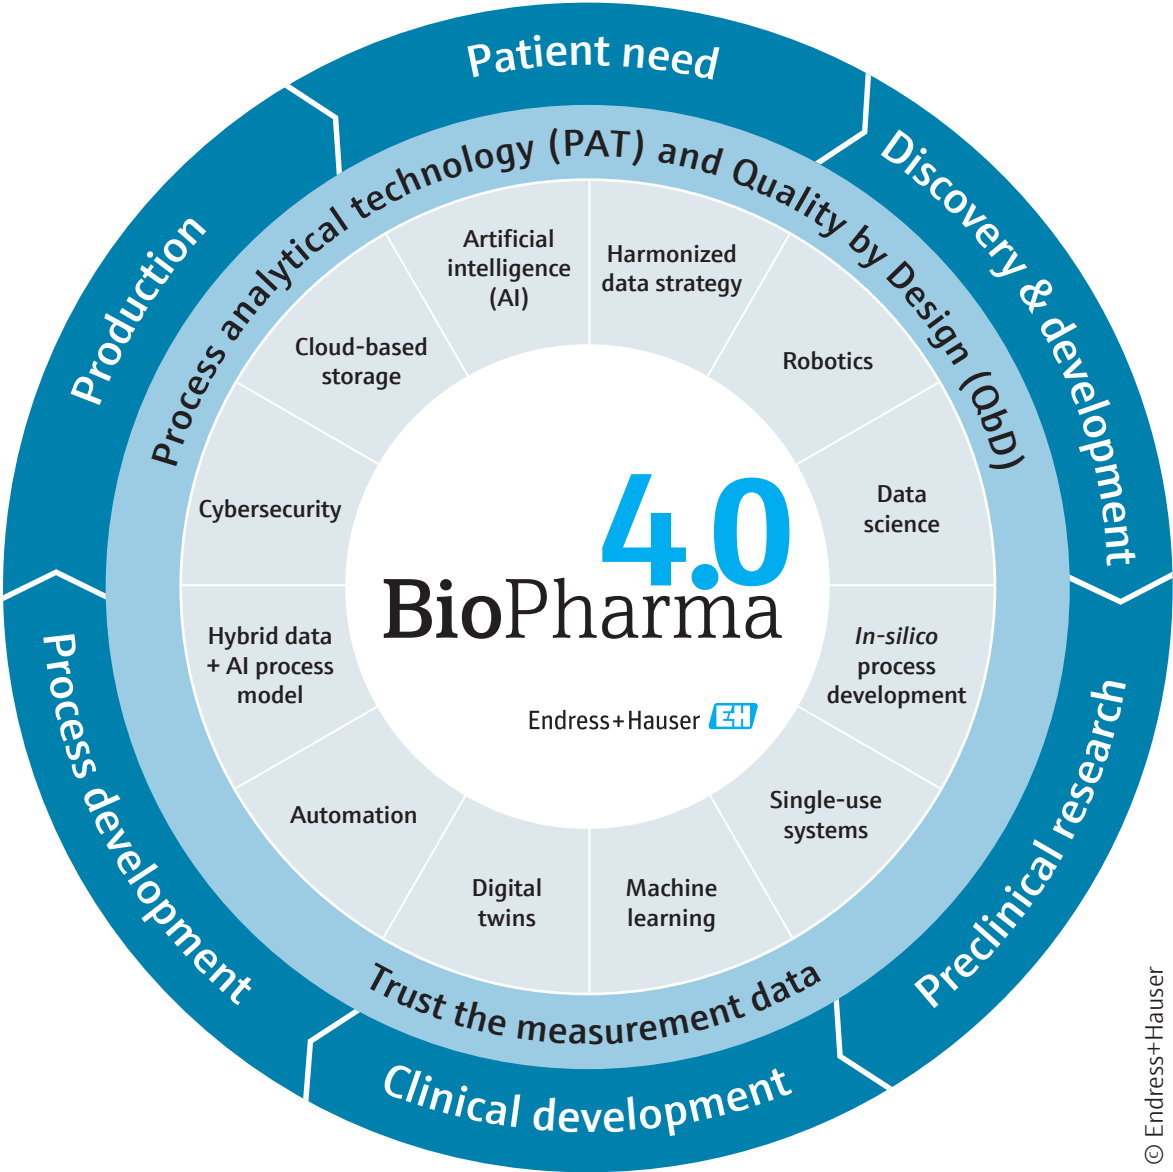 Patient need
Discovery & development
Preclinical research
Clinical development
Process development
Production
Process analytical technology (PAT) and Quality by Design (QbD)
Trust the measurement data
Artificial
intelligence
(AI)
Harmonized
data strategy
Robotics
Data
science
In-silico
process
development
Single-use
systems
Machine
learning
Digital
twins
Automation
Hybrid data
+ AI process
model
Cybersecurity
Cloud-based
storage
4.0
BioPharma
Endress+Hauser EH
© Endress+Hauser